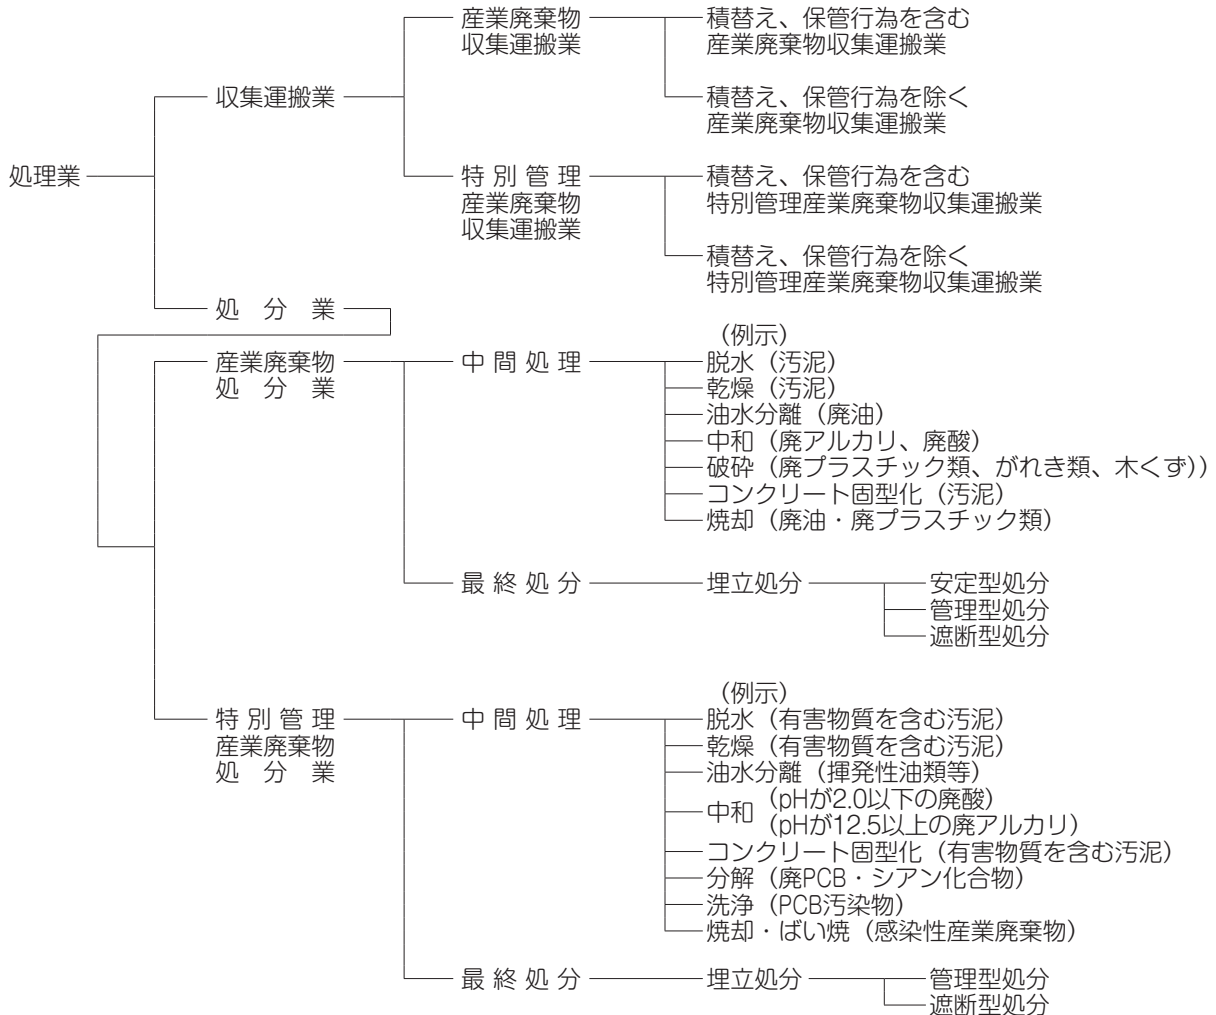 産業廃棄物
収集運搬業
積替え、保管行為を含む
産業廃棄物収集運搬業
収集運搬業
積替え、保管行為を除く
産業廃棄物収集運搬業
処理業
特別管理
産業廃棄物
収集運搬業
積替え、保管行為を含む
特別管理産業廃棄物収集運搬業
積替え、保管行為を除く
特別管理産業廃棄物収集運搬業
処分業
産業廃棄物
処分業
中間処理
（例示）
脱水（汚泥）
乾燥（汚泥）
油水分離（廃油）
中和（廃アルカリ、廃酸）
破砕（廃プラスチック類、がれき類、木くず））
コンクリート固型化（汚泥）
焼却（廃油・廃プラスチック類）
最終処分
埋立処分
安定型処分
管理型処分
遮断型処分
特別管理
産業廃棄物
処分業
中間処理
（例示）
脱水（有害物質を含む汚泥）
乾燥（有害物質を含む汚泥）
油水分離（揮発性油類等）
中和
（pHが2.0以下の廃酸）
（pHが12.5以上の廃アルカリ）
コンクリート固型化（有害物質を含む汚泥）
分解（廃PCB・シアン化合物）
洗浄（PCB汚染物）
焼却・ばい焼（感染性産業廃棄物）
最終処分
埋立処分
管理型処分
遮断型処分